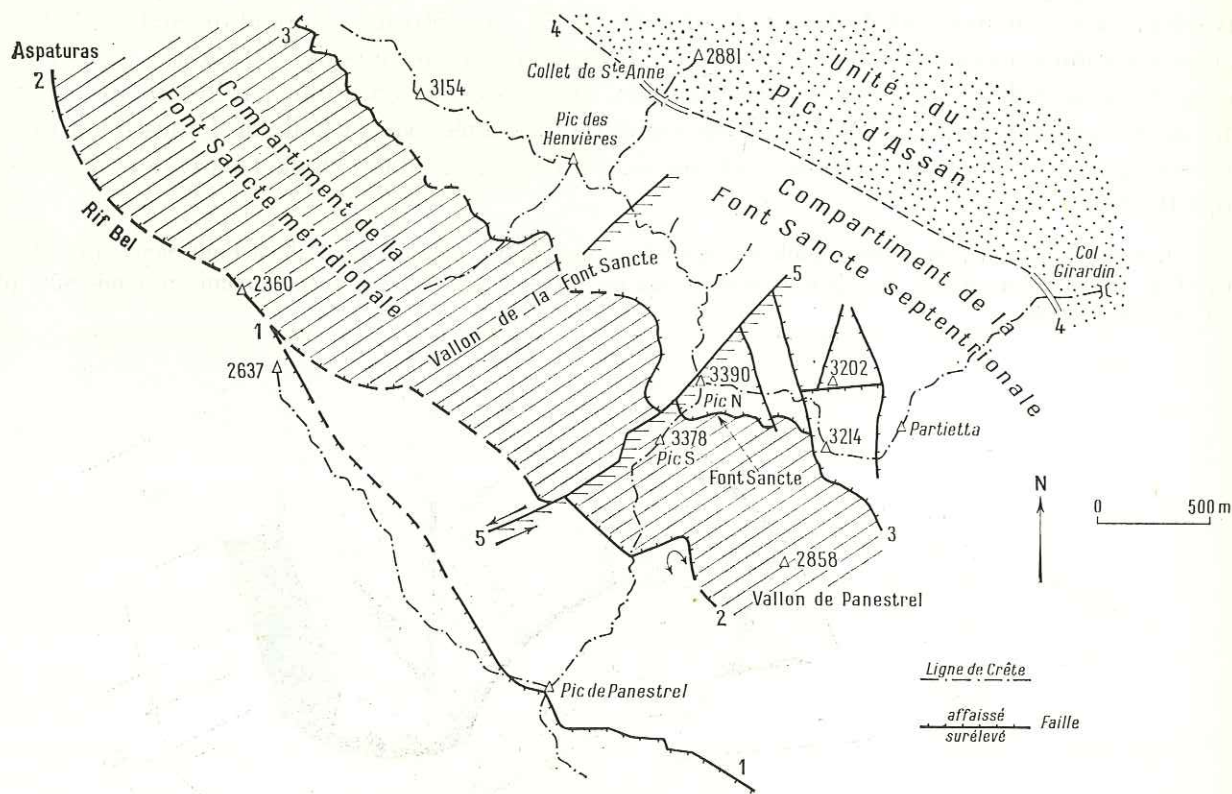 4
3
2881
Unité du
Pic d'Assan
Collet de Ste Anne
Aspaturas
2
3154
Pic des
Henvières
Compartiment de la
Font Sancte méridionale
Compartiment de la
Font Sancte septentrionale
Col
Girardin
4
Rif Bel
2360
Vallon de la Font Sancte
5
1
2637
3390
Pic N
3202
3378
Pic S
3214
Partietta
Font Sancte
N
0 500 m
5
3
2858
Vallon de Panestrel
2
Ligne de Crête
Pic de Panestrel
affaissé
surélevé
Faille
1